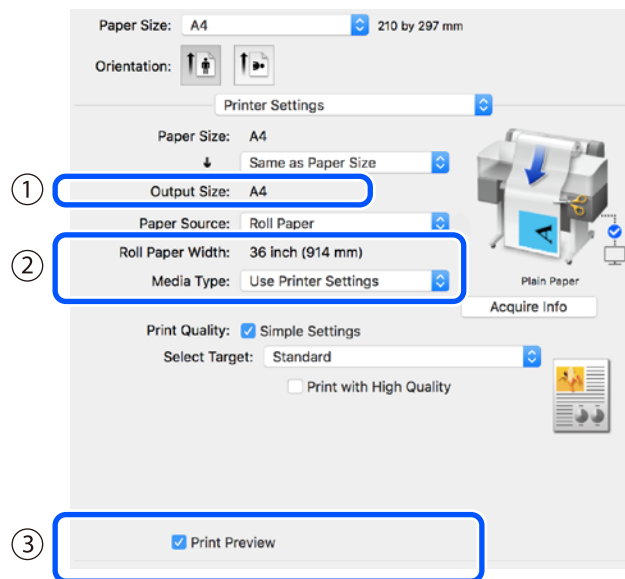 Paper Size: A4 210 by 297 mm
Orientation:
Printer Settings
Paper Size: A4
Same as Paper Size
① Output Size: A4
Paper Source: Roll Paper
② Roll Paper Width: 36 inch (914 mm)
Media Type: Use Printer Settings
Plain Paper
Acquire Info
Print Quality: Simple Settings
Select Target: Standard
Print with High Quality
③ Print Preview